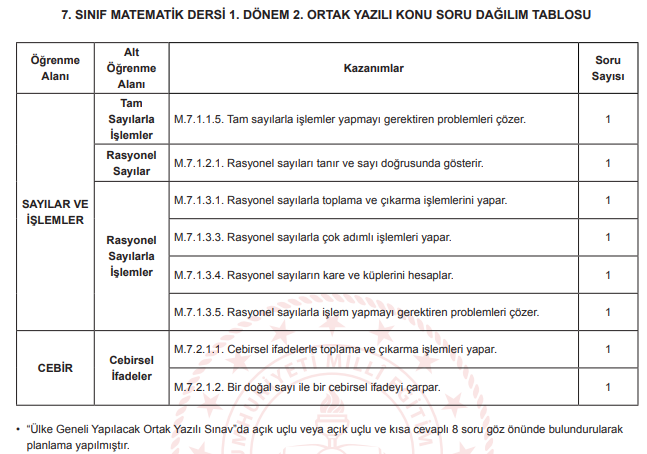 7. SINIF MATEMATİK DERSİ 1. DÖNEM 2. ORTAK YAZILI KONU SORU DAĞILIM TABLOSU
Öğrenme Alanı
Alt Öğrenme Alanı
Kazanımlar
Soru Sayısı
SAYILAR VE İŞLEMLER
Tam Sayılarla İşlemler
M.7.1.1.5. Tam sayılarla işlemler yapmayı gerektiren problemleri çözer.
1
Rasyonel Sayılar
M.7.1.2.1. Rasyonel sayıları tanır ve sayı doğrusunda gösterir.
1
Rasyonel Sayılarla İşlemler
M.7.1.3.1. Rasyonel sayılarla toplama ve çıkarma işlemlerini yapar.
1
M.7.1.3.3. Rasyonel sayılarla çok adımlı işlemleri yapar.
1
M.7.1.3.4. Rasyonel sayıların kare ve küplerini hesaplar.
1
M.7.1.3.5. Rasyonel sayılarla işlem yapmayı gerektiren problemleri çözer.
1
CEBİR
Cebirsel İfadeler
M.7.2.1.1. Cebirsel ifadelerle toplama ve çıkarma işlemleri yapar.
1
M.7.2.1.2. Bir doğal sayı ile bir cebirsel ifadeyi çarpar.
1
• "Ülke Geneli Yapılacak Ortak Yazılı Sınav"da açık uçlu veya açık uçlu ve kısa cevaplı 8 soru göz önünde bulundurularak
planlama yapılmıştır.